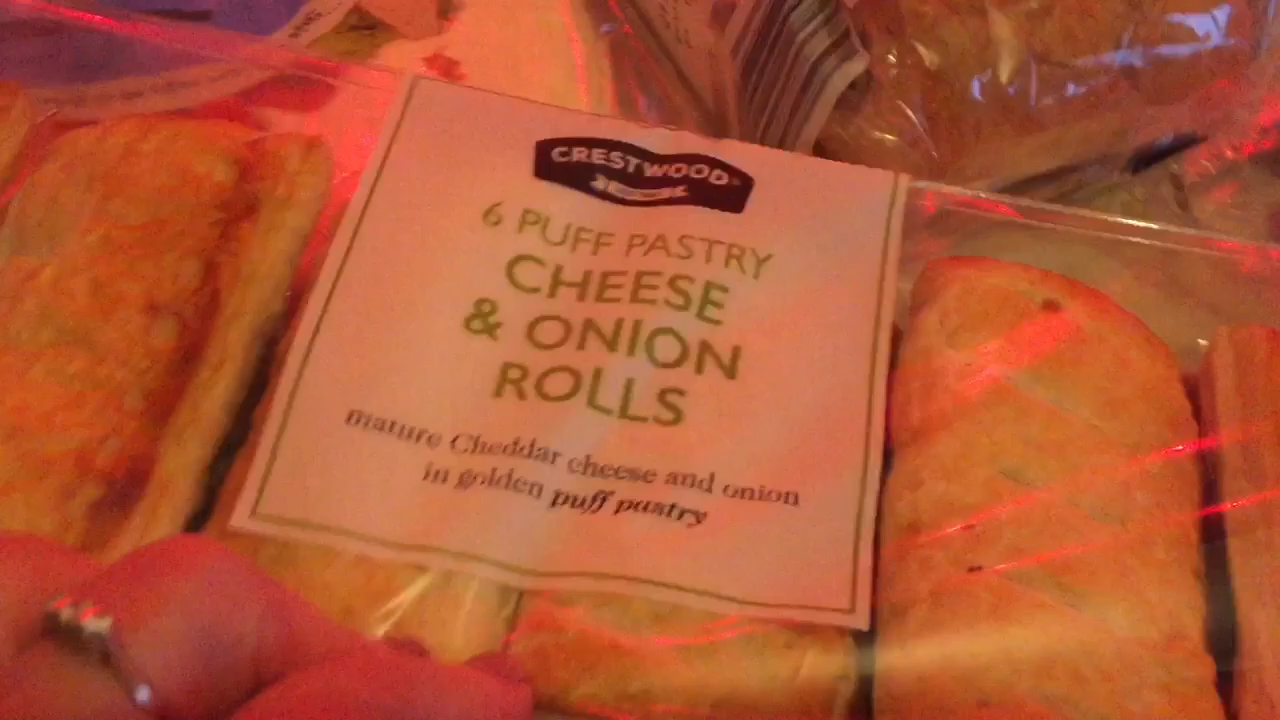 CRESTWOOD
6 PUFF PASTRY
CHEESE
& ONION
ROLLS
mature Cheddar cheese and onion
in golden puff pastry